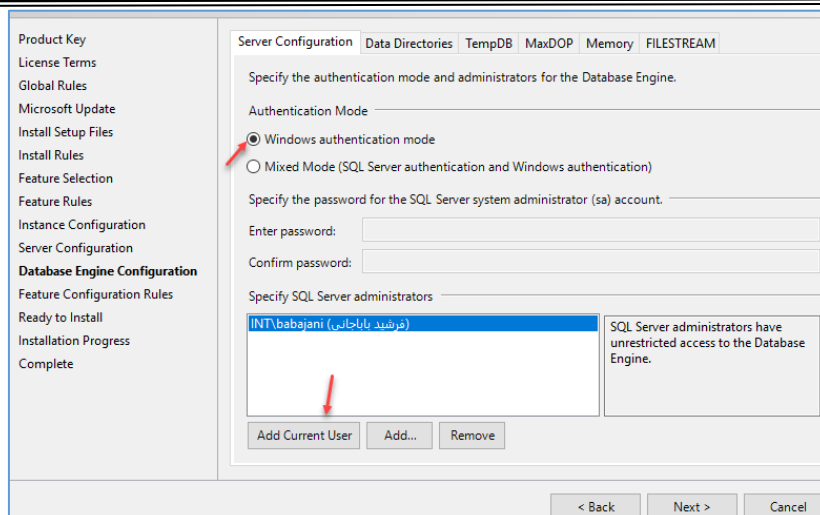 Product Key
License Terms
Global Rules
Microsoft Update
Install Setup Files
Install Rules
Feature Selection
Feature Rules
Instance Configuration
Server Configuration
Database Engine Configuration
Feature Configuration Rules
Ready to Install
Installation Progress
Complete
Server Configuration Data Directories TempDB MaxDOP Memory FILESTREAM
Specify the authentication mode and administrators for the Database Engine.
Authentication Mode
Windows authentication mode
Mixed Mode (SQL Server authentication and Windows authentication)
Specify the password for the SQL Server system administrator (sa) account.
Enter password:
Confirm password:
Specify SQL Server administrators
INT\babajani (فرشید باباجانی)
SQL Server administrators have
unrestricted access to the Database
Engine.
Add Current User Add... Remove
< Back Next > Cancel